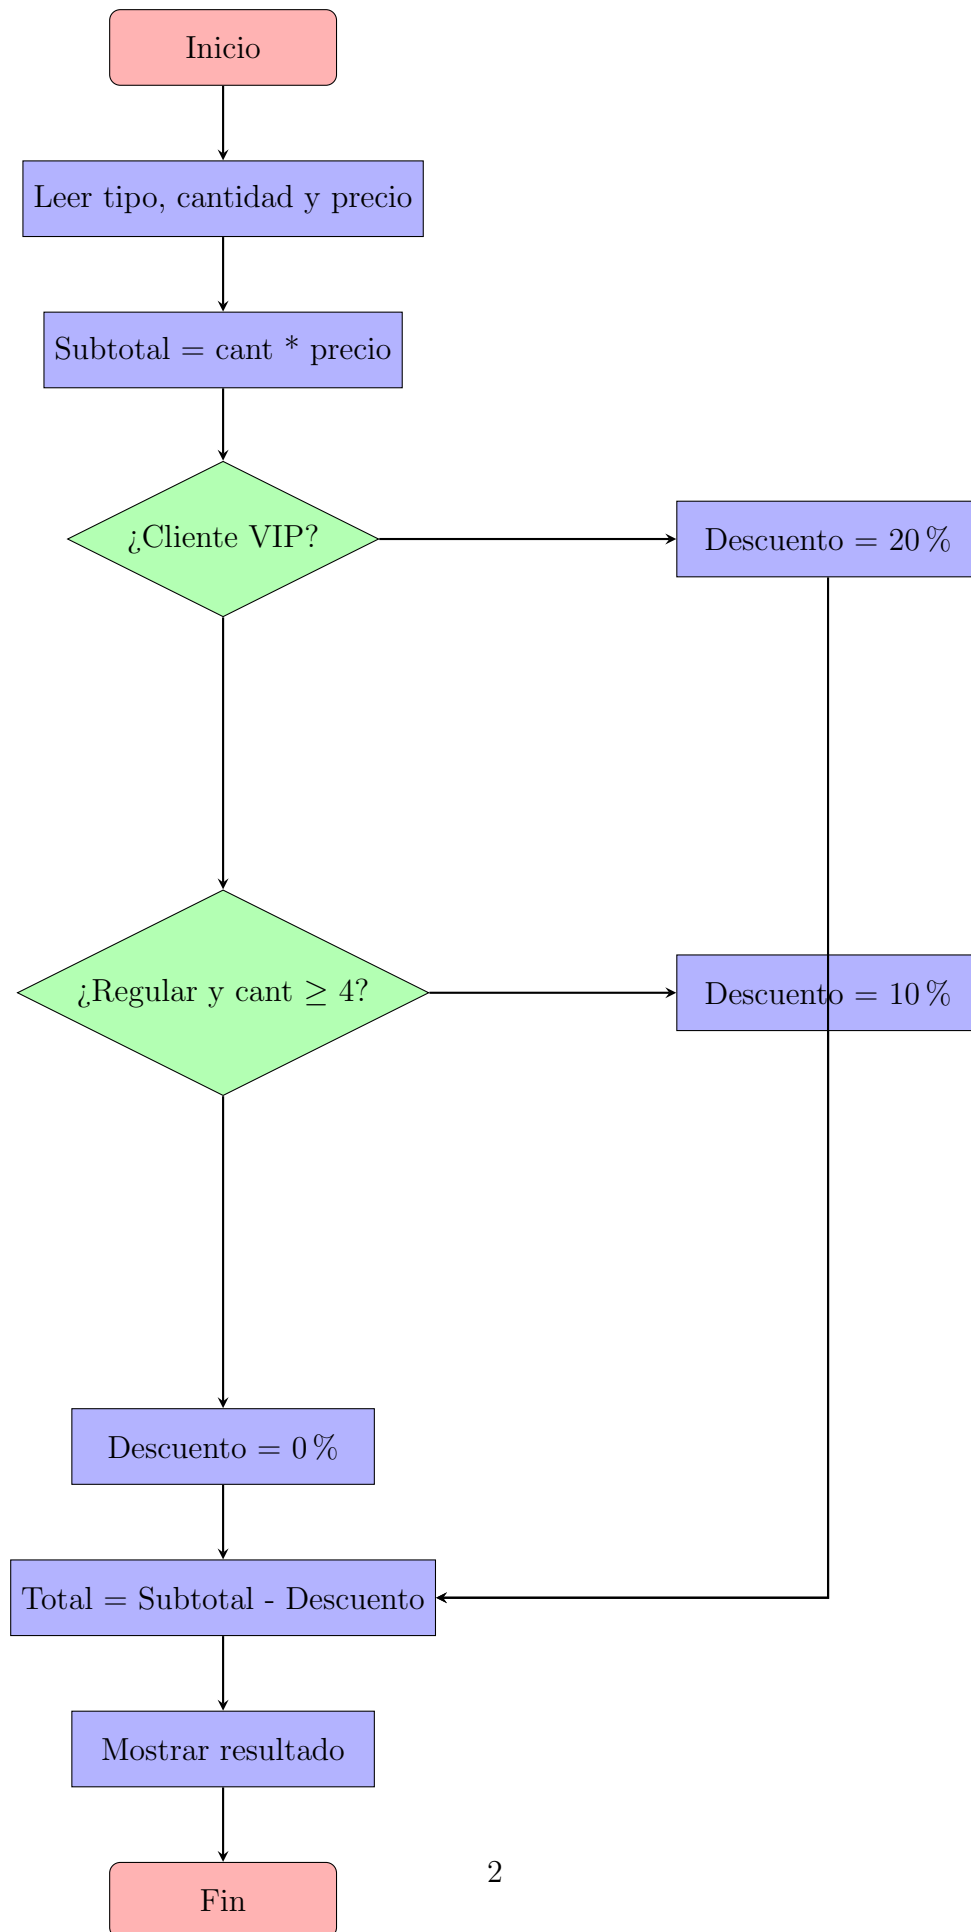 Inicio
Leer tipo, cantidad y precio
Subtotal = cant * precio
¿Cliente VIP?
Descuento = 20 %
¿Regular y cant ≥ 4?
Descuento = 10 %
Descuento = 0 %
Total = Subtotal - Descuento
Mostrar resultado
2
Fin